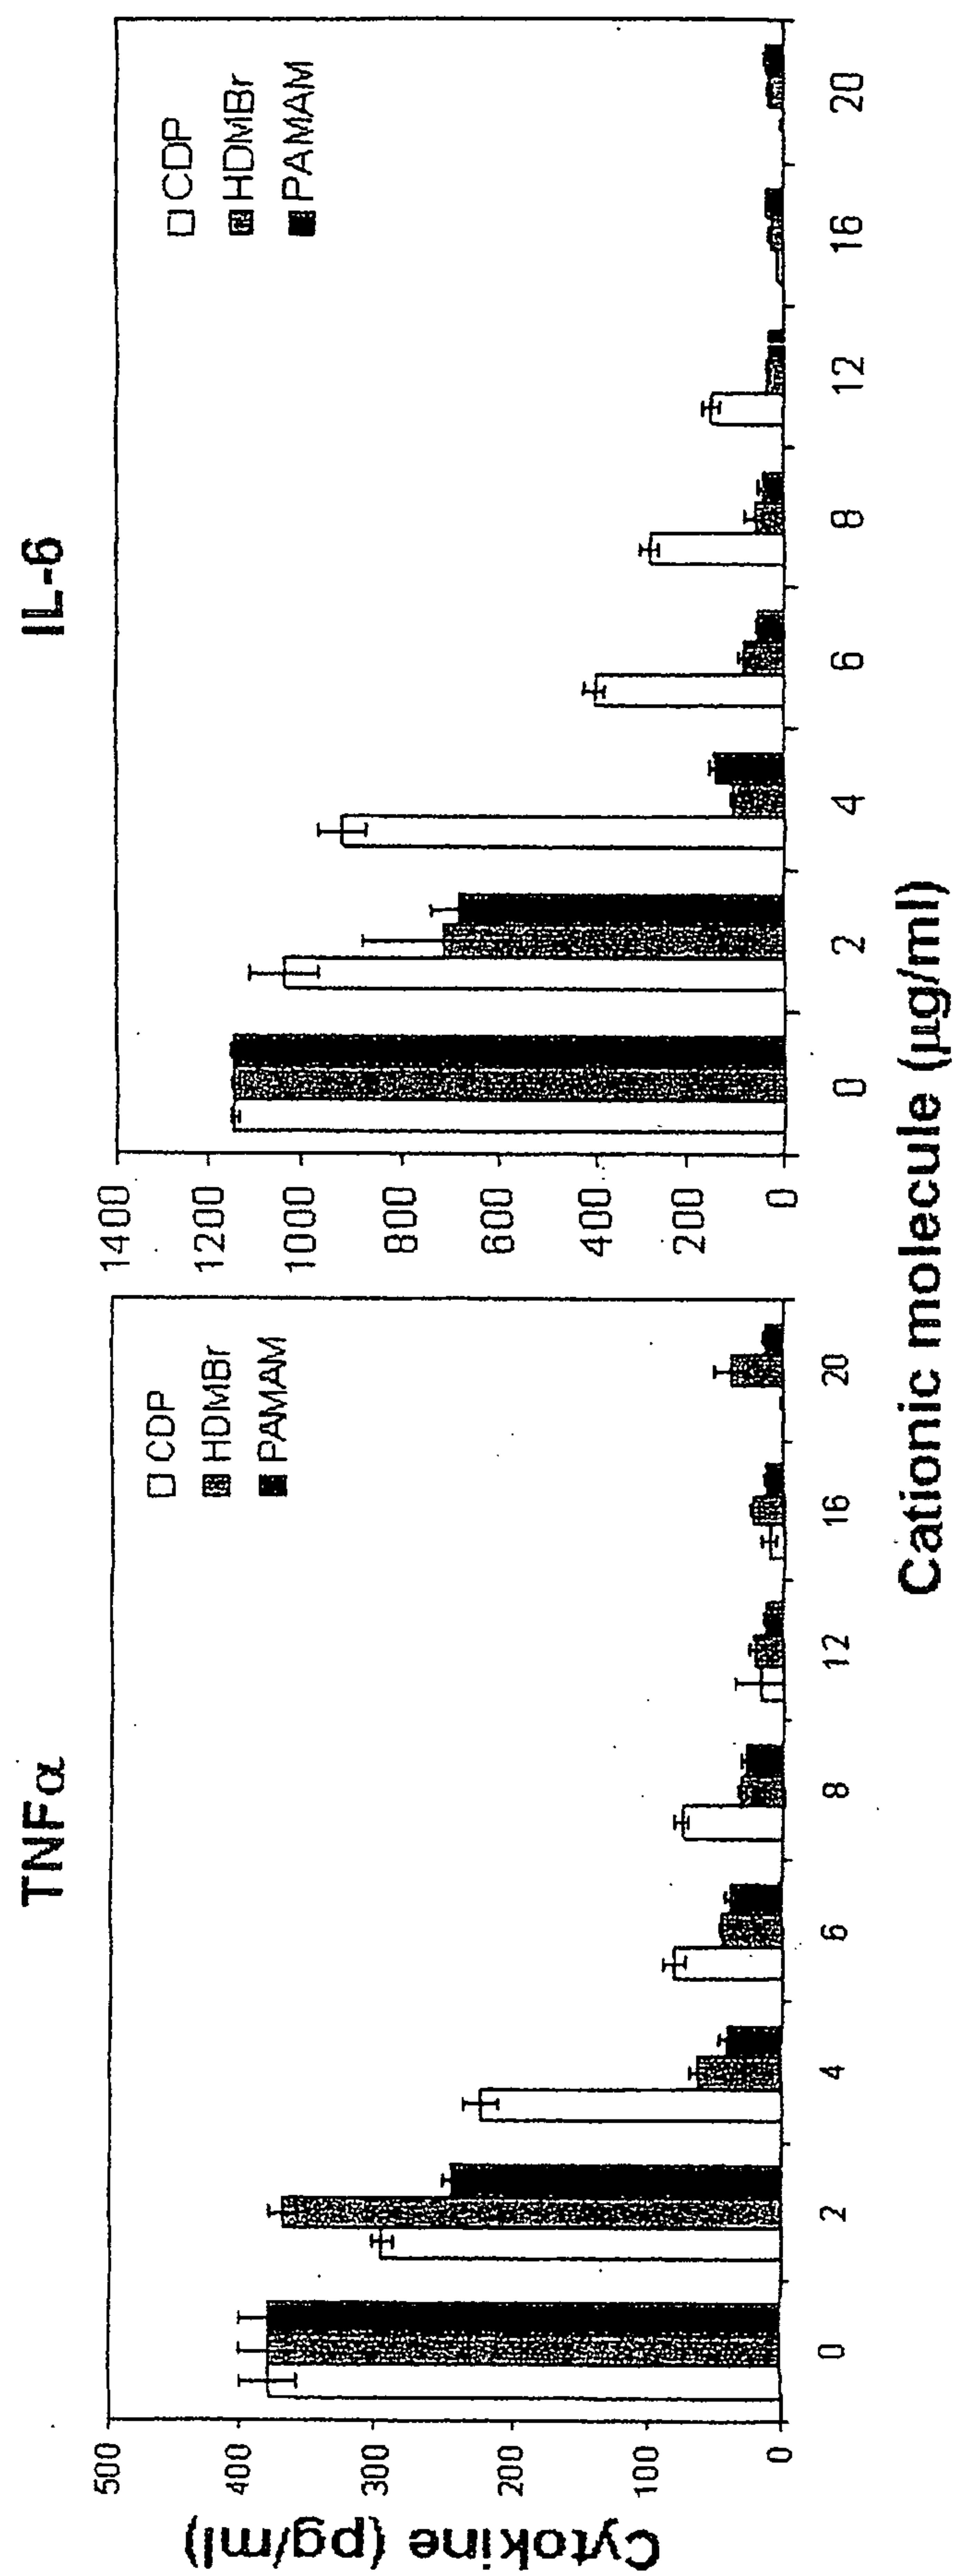 TNFα
Cytokine (pg/ml)
500
400
300
200
100
0
□ CDP
HDMBr
PAMAM
0 2 4 6 8 12 16 20
IL-6
1400
1200
1000
800
600
400
200
0
□ CDP
HDMBr
PAMAM
0 2 4 6 8 12 16 20
Cationic molecule (μg/ml)